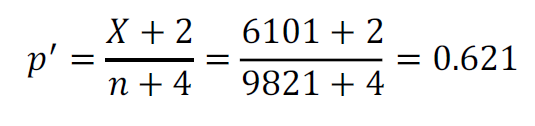 p′ = (X + 2)/(n + 4) = (6101 + 2)/(9821 + 4) = 0.621